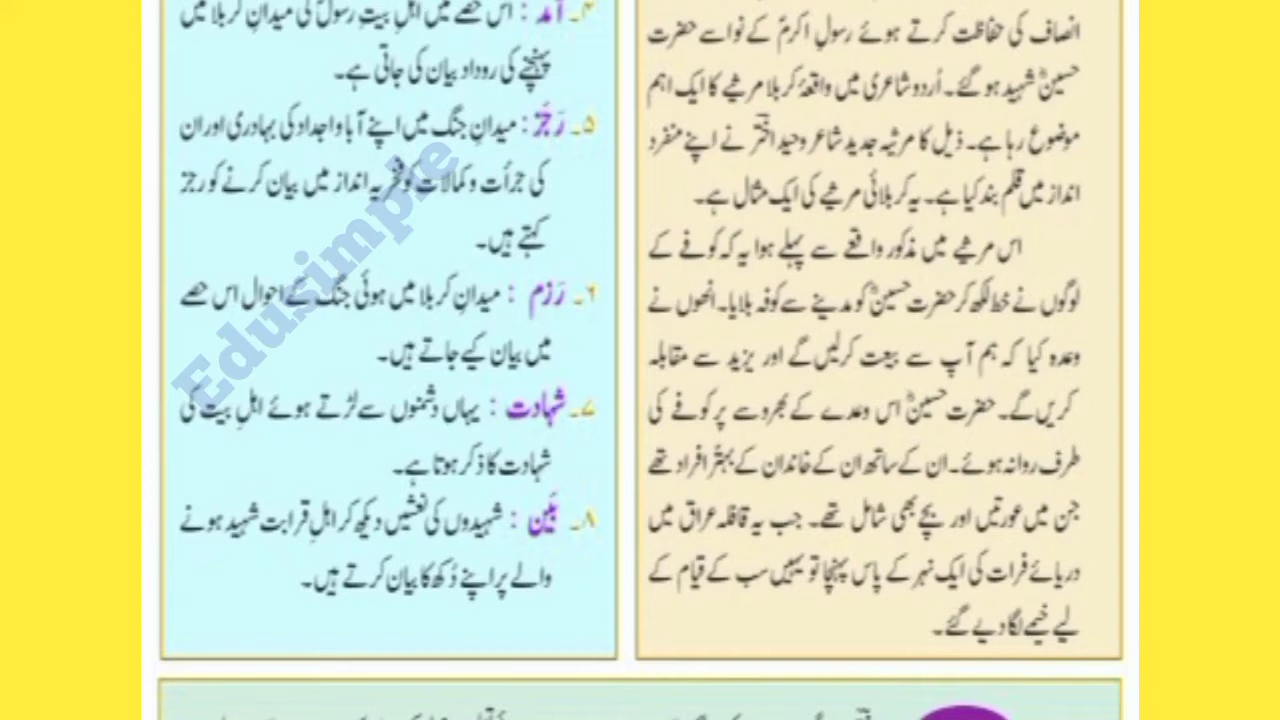 انصاف کی حفاظت کرتے ہوئے رسولِ اکرمؐ کے نواسے حضرت
حسینؓ شہید ہو گئے۔ اُردو شاعری میں واقعۂ کربلا مرثیے کا ایک اہم
موضوع رہا ہے۔ ذیل کا مرثیہ جدید شاعر وحید اختر نے اپنے منفرد
انداز میں قلم بند کیا ہے۔ یہ کربلائی مرثیے کی ایک مثال ہے۔
اس مرثیے میں مذکور واقعے سے پہلے ہوا یہ کہ کوفے کے
لوگوں نے خط لکھ کر حضرت حسینؓ کو مدینے سے کوفہ بلایا۔ انھوں نے
وعدہ کیا کہ ہم آپ سے بیعت کرلیں گے اور یزید سے مقابلہ
کریں گے۔ حضرت حسینؓ اس وعدے کے بھروسے پر کوفے کی
طرف روانہ ہوئے۔ ان کے ساتھ ان کے خاندان کے بہتّر افراد تھے
جن میں عورتیں اور بچے بھی شامل تھے۔ جب یہ قافلہ عراق میں
دریائے فرات کی ایک نہر کے پاس پہنچا تو یہیں سب کے قیام کے
لیے خیمے لگا دیے گئے۔
۴۔ آمد : اس حصے میں اہلِ بیتِ رسولؐ کی میدانِ کربلا میں
پہنچنے کی روداد بیان کی جاتی ہے۔
۵۔ رَجَز : میدانِ جنگ میں اپنے آبا و اجداد کی بہادری اور ان
کی جرأت و کمالات کو فخریہ انداز میں بیان کرنے کو رجز
کہتے ہیں۔
۶۔ رَزم : میدانِ کربلا میں ہوئی جنگ کے احوال اس حصے
میں بیان کیے جاتے ہیں۔
۷۔ شہادت : یہاں دشمنوں سے لڑتے ہوئے اہلِ بیت کی
شہادت کا ذکر ہوتا ہے۔
۸۔ بَین : شہیدوں کی نعشیں دیکھ کر اہلِ قرابت شہید ہونے
والے پر اپنے دُکھ کا بیان کرتے ہیں۔
Edusimple